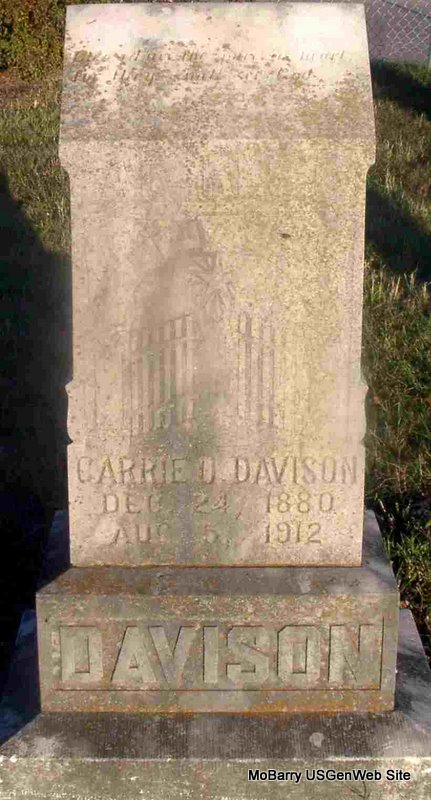 CARRIE O. DAVISON
DEC. 24, 1880
AUG. 5, 1912
DAVISON
MoBarry USGenWeb Site